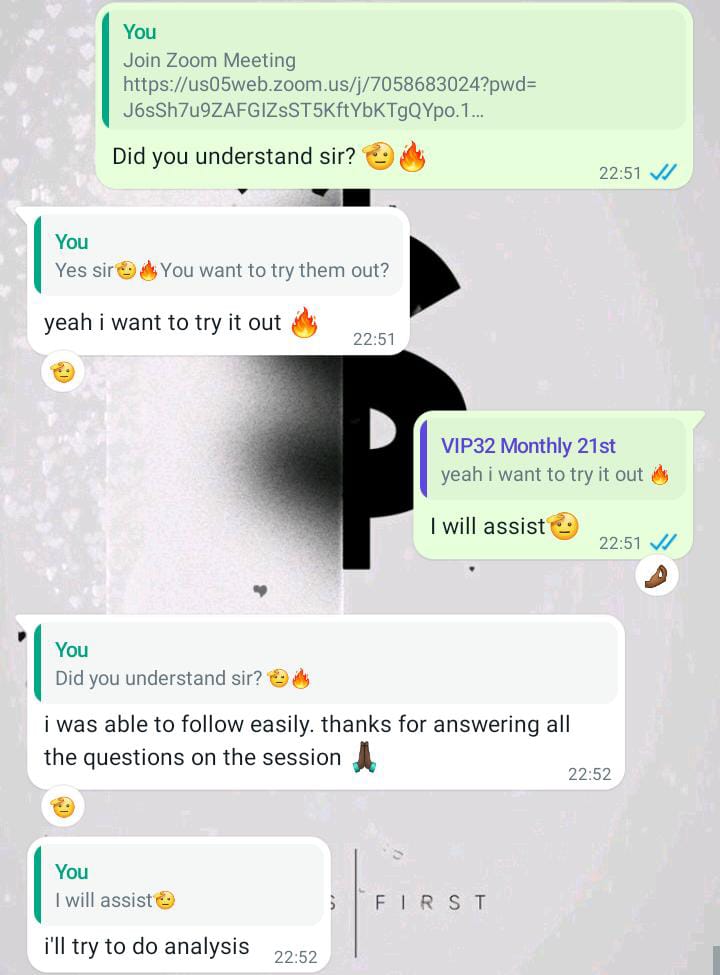 You
Join Zoom Meeting
https://us05web.zoom.us/j/7058683024?pwd=
J6sSh7u9ZAFGIZsST5KftYbKTgQYpo.1…
Did you understand sir? 🫡🔥
22:51
You
Yes sir🫡🔥You want to try them out?
yeah i want to try it out 🔥
22:51
VIP32 Monthly 21st
yeah i want to try it out 🔥
I will assist🫡
22:51
You
Did you understand sir? 🫡🔥
i was able to follow easily. thanks for answering all
the questions on the session 🙏🏿
22:52
You
I will assist🫡
i'll try to do analysis
22:52
S FIRST